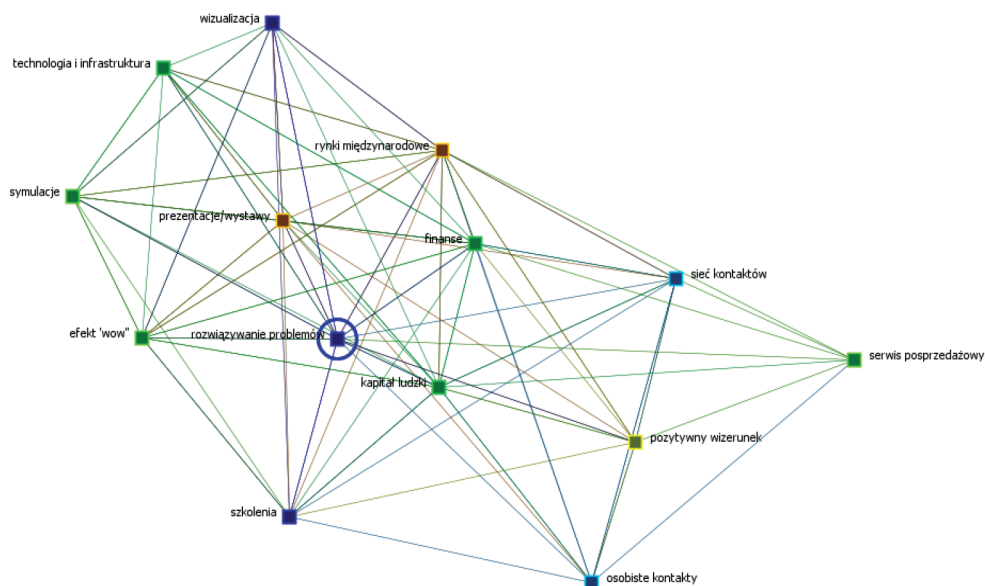 wizualizacja
technologia i infrastruktura
rynki międzynarodowe
symulacje
prezentacje/wystawy
finanse
sieć kontaktów
efekt 'wow"
rozwiązywanie problemów
serwis posprzedażowy
kapitał ludzki
pozytywny wizerunek
szkolenia
osobiste kontakty